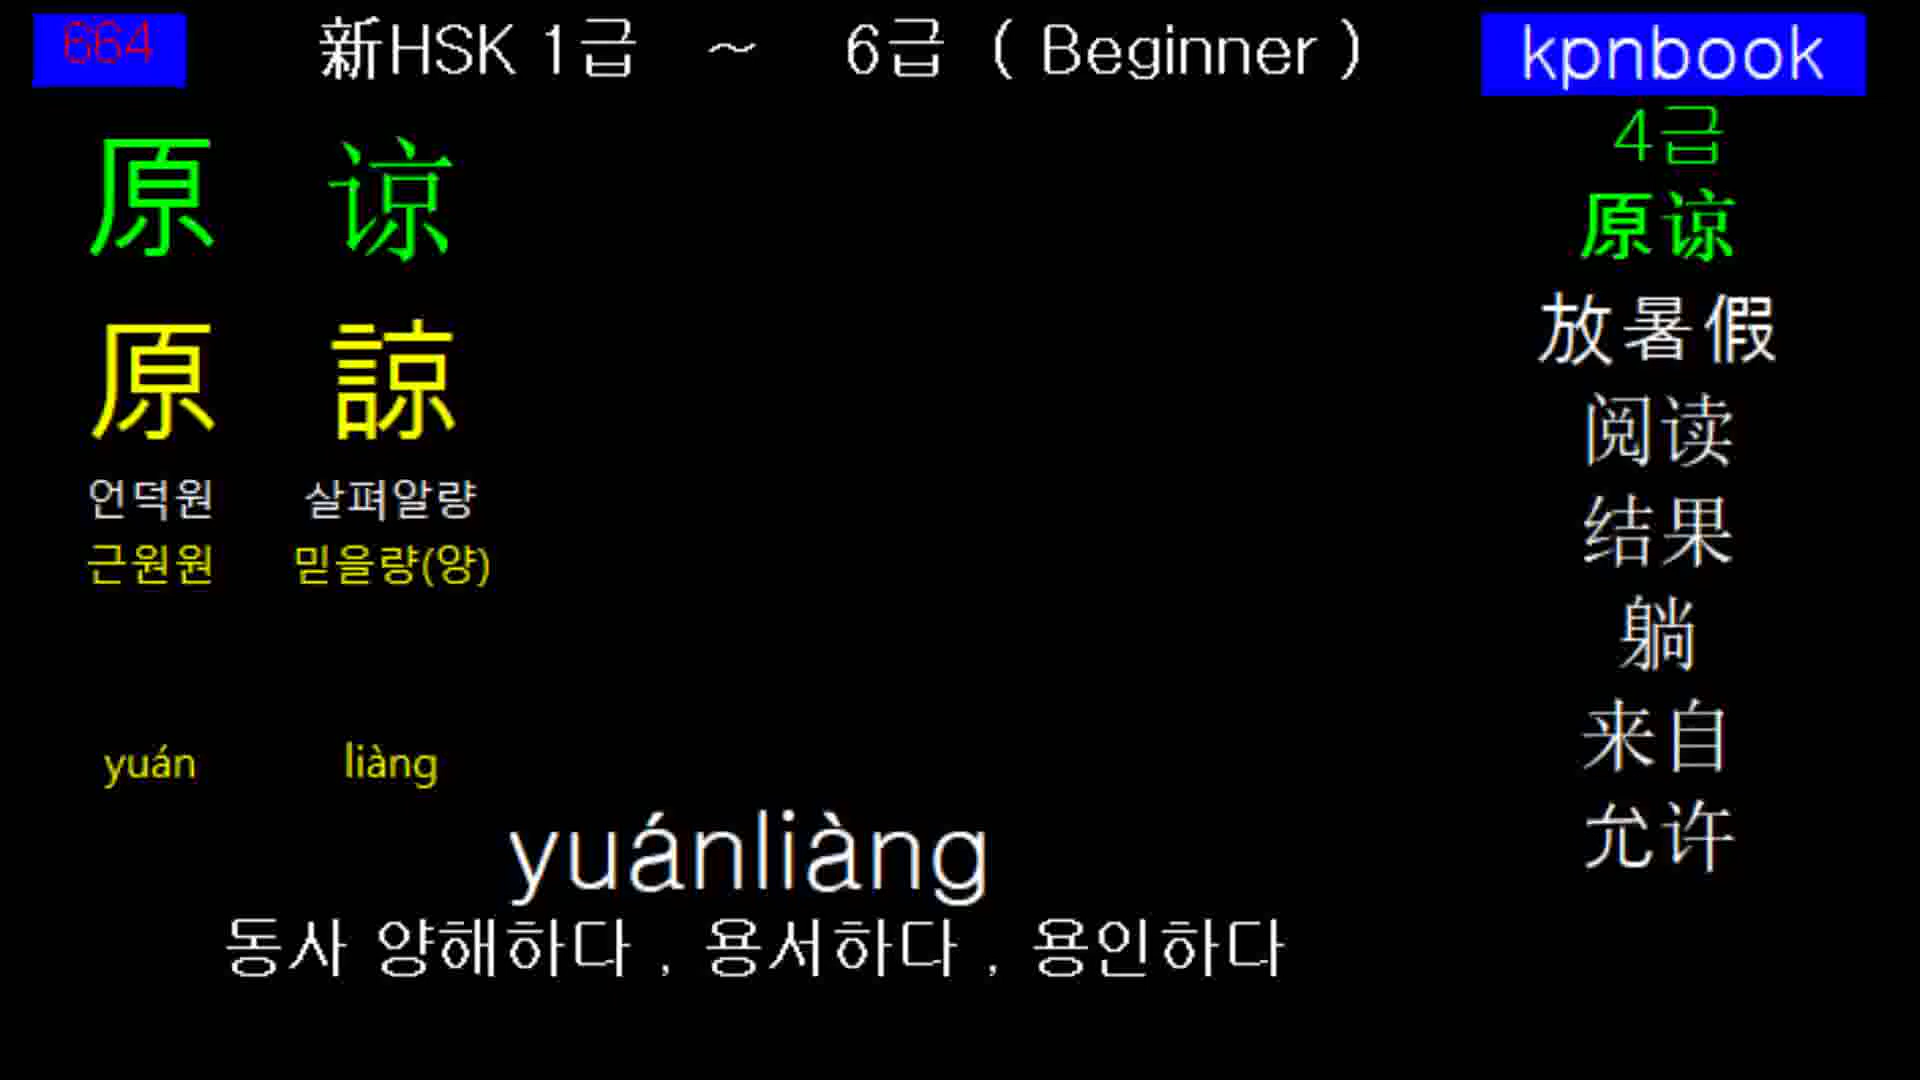 664
新HSK 1급 ~ 6급 ( Beginner )
kpnbook
原 谅
原 諒
언덕원 살펴알량
근원원 믿을량(양)
yuán liàng
yuánliàng
동사 양해하다 , 용서하다 , 용인하다
4급
原谅
放暑假
阅读
结果
躺
来自
允许